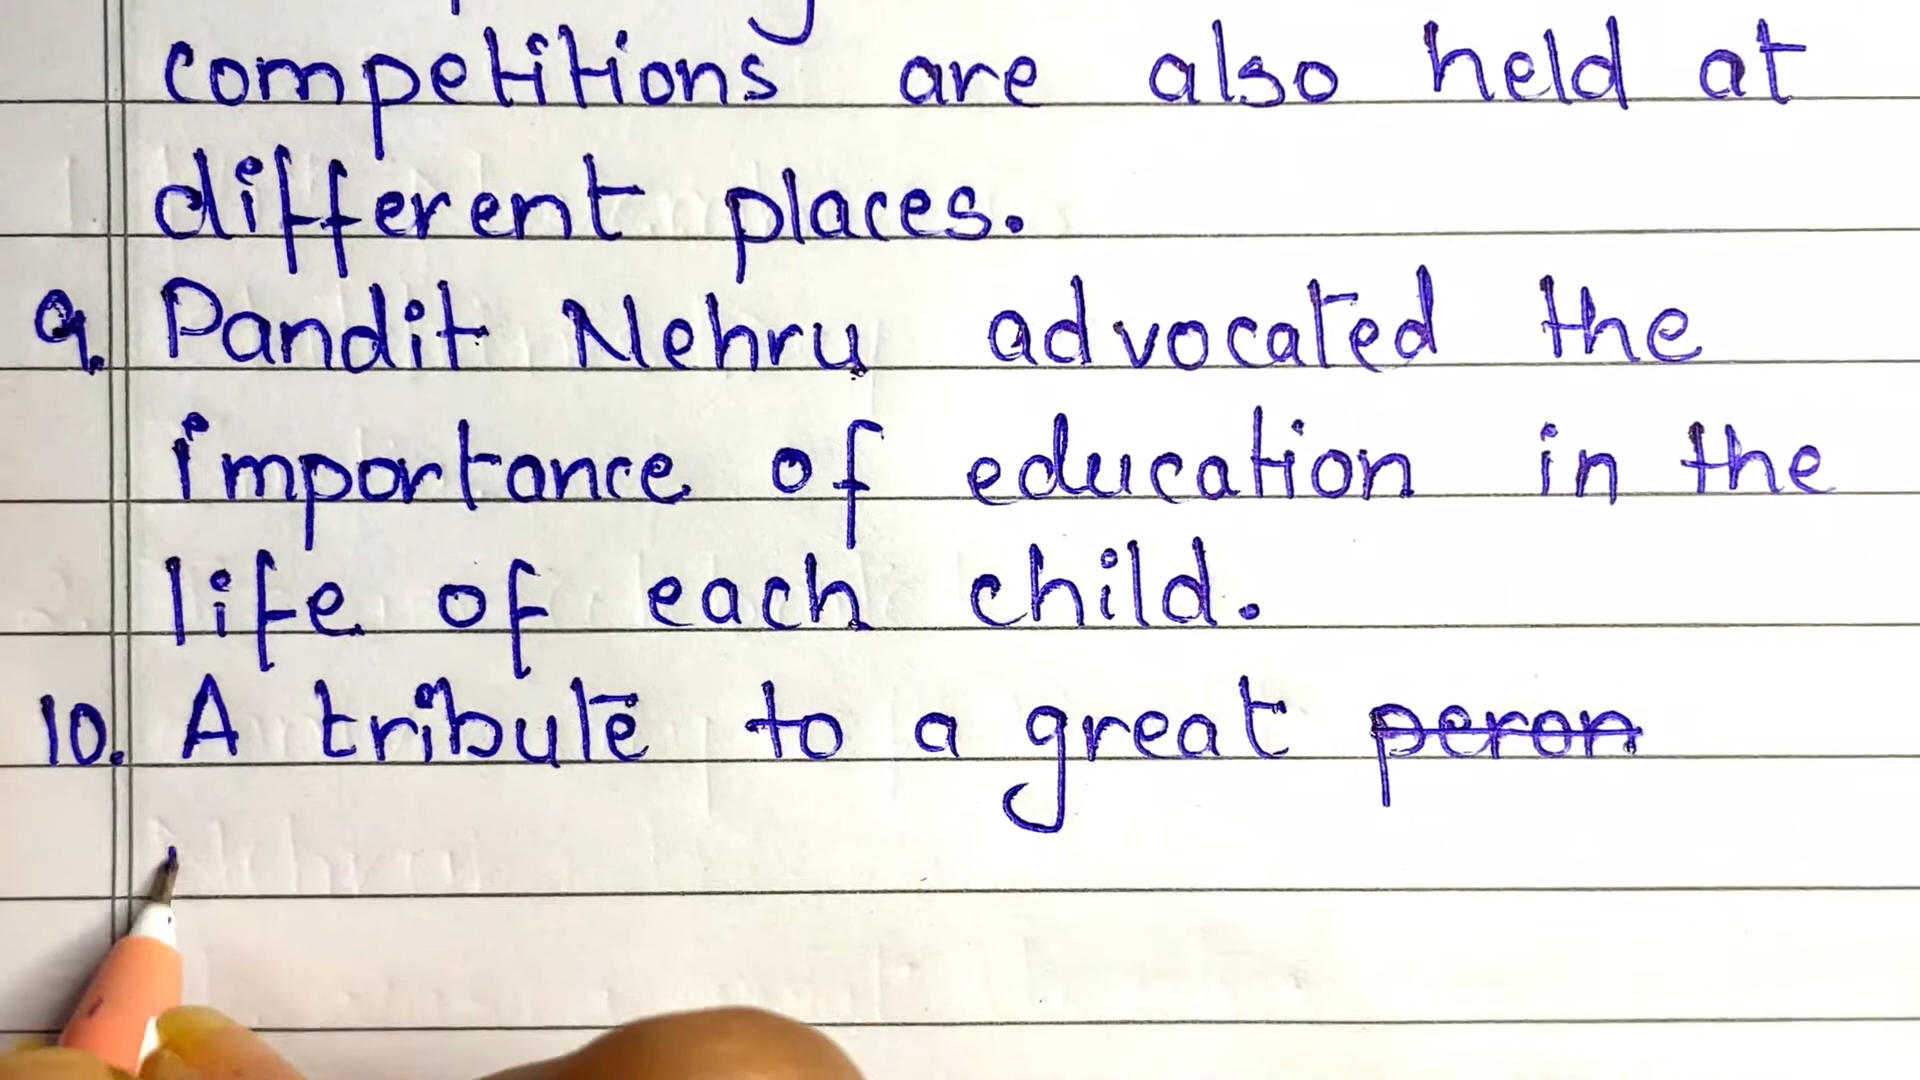 competitions are also held at
different places.
9. Pandit Nehru advocated the
importance of education in the
life of each child.
10. A tribute to a great peron